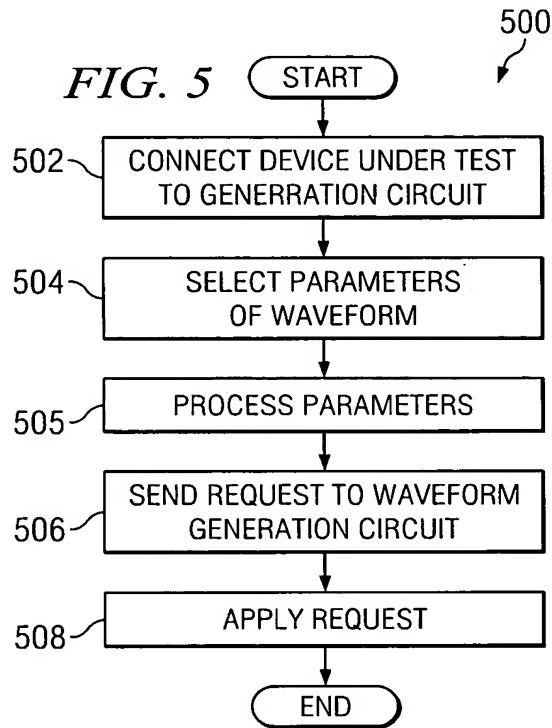 500
FIG. 5
START
502
CONNECT DEVICE UNDER TEST
TO GENERRATION CIRCUIT
504
SELECT PARAMETERS
OF WAVEFORM
505
PROCESS PARAMETERS
506
SEND REQUEST TO WAVEFORM
GENERATION CIRCUIT
508
APPLY REQUEST
END